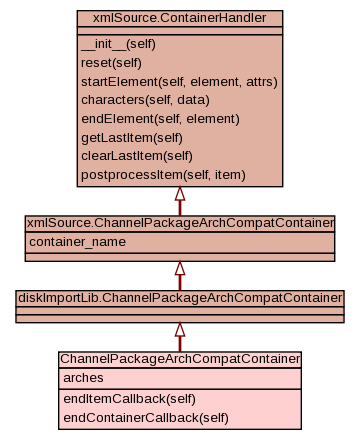 xmlSource.ContainerHandler
__init__(self)
reset(self)
startElement(self, element, attrs)
characters(self, data)
endElement(self, element)
getLastItem(self)
clearLastItem(self)
postprocessItem(self, item)
xmlSource.ChannelPackageArchCompatContainer
container_name
diskImportLib.ChannelPackageArchCompatContainer
ChannelPackageArchCompatContainer
arches
endItemCallback(self)
endContainerCallback(self)